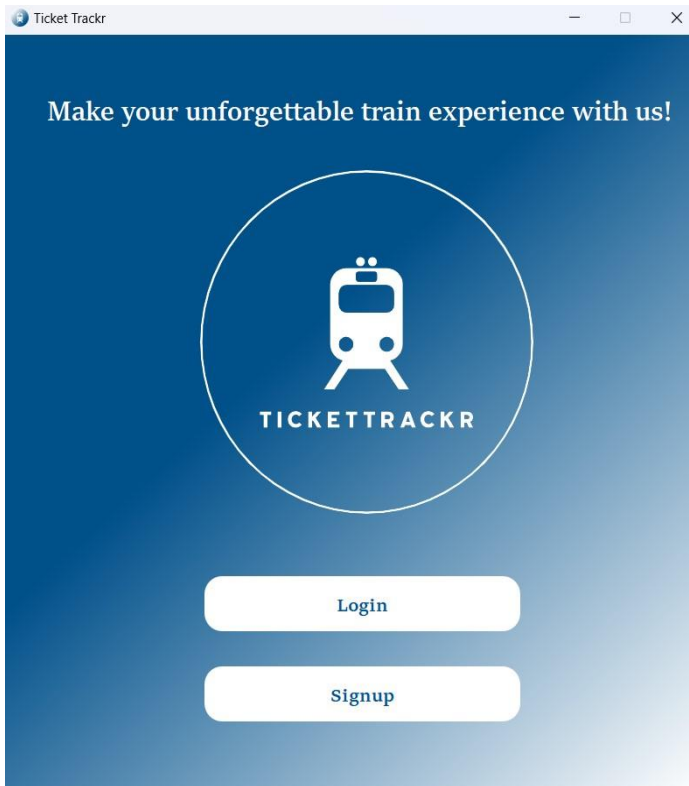 Ticket Trackr
Make your unforgettable train experience with us!
TICKETTRACKR
Login
Signup